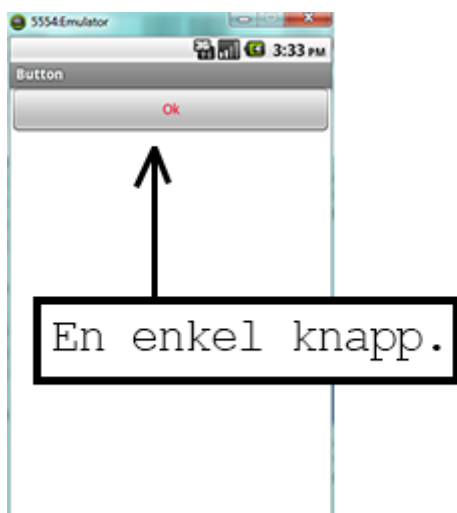 5554:Emulator
3:33 PM
Button
Ok
En enkel knapp.